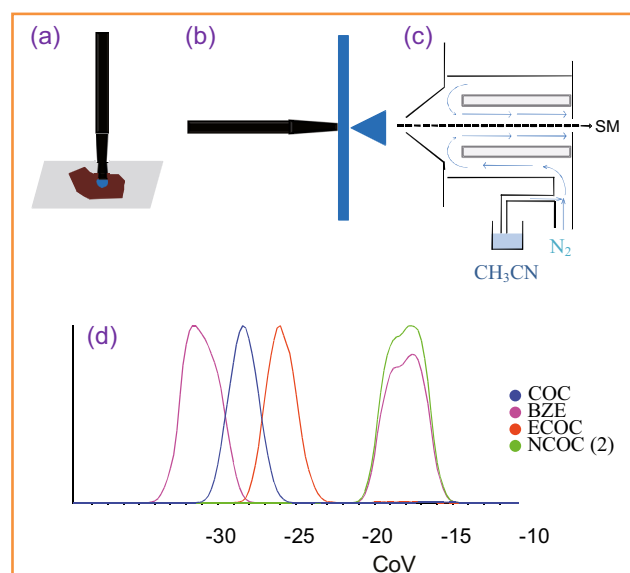 (a)
(b)
(c)
SM
N₂
CH₃CN
(d)
COC
BZE
ECOC
NCOC (2)
-30 -25 -20 -15 -10
CoV